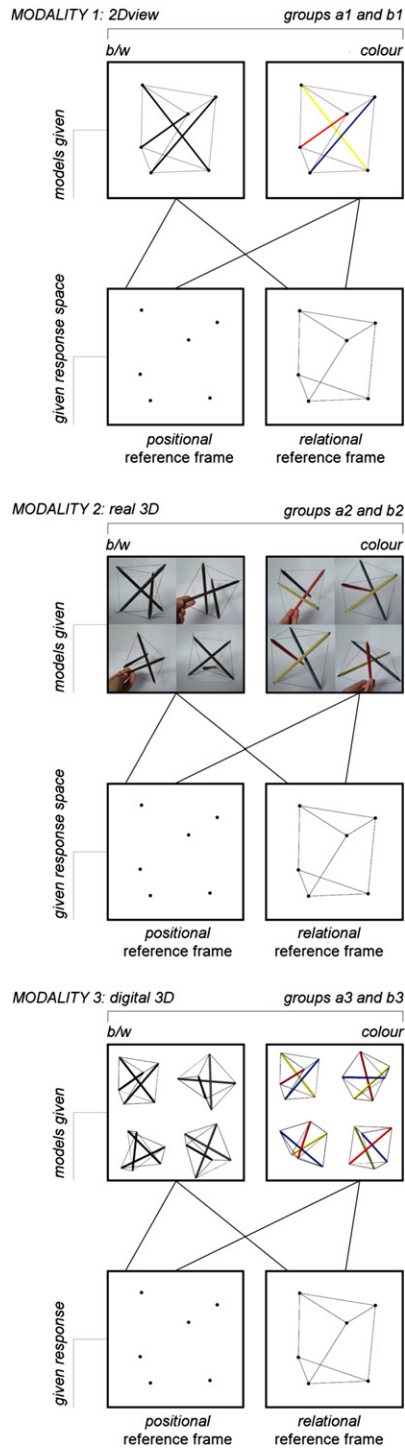 MODALITY 1: 2Dview
groups a1 and b1
b/w
colour
models given
given response space
positional
reference frame
relational
reference frame
MODALITY 2: real 3D
groups a2 and b2
b/w
colour
models given
given response space
positional
reference frame
relational
reference frame
MODALITY 3: digital 3D
groups a3 and b3
b/w
colour
models given
given response
positional
reference frame
relational
reference frame